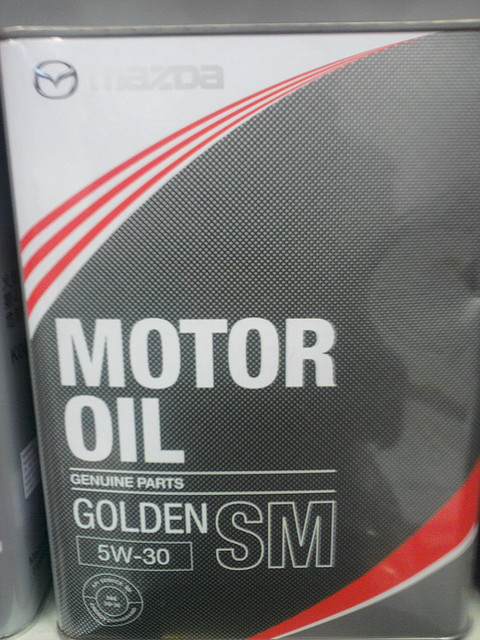 mazda
MOTOR
OIL
GENUINE PARTS
GOLDEN SM
5W-30